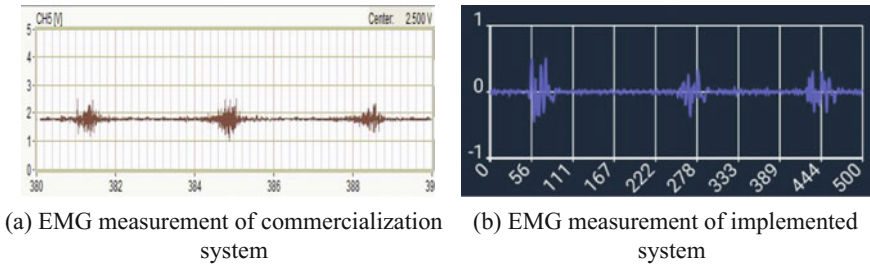 CH5 [V] Center: 2.500 V
5
4
3
2
1
0
380 382 384 386 388 39
1
0
-1
0 56 111 167 222 278 333 389 444 500
(a) EMG measurement of commercialization
system
(b) EMG measurement of implemented
system